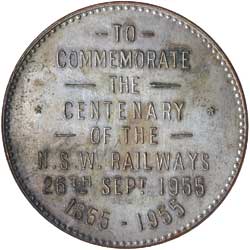 - TO -
COMMEMORATE
- THE -
CENTENARY
- OF THE -
N.S.W. RAILWAYS
26TH SEPT. 1955
1855 - 1955